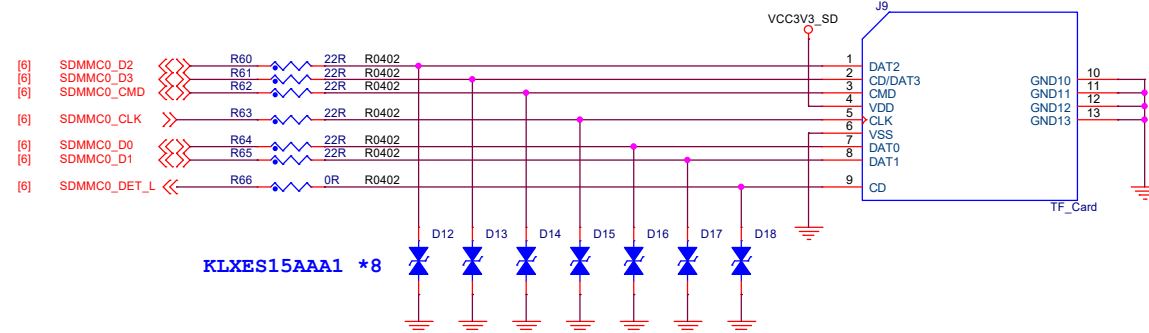 J9
VCC3V3_SD
[6] SDMMC0_D2 R60 22R R0402 1 DAT2
[6] SDMMC0_D3 R61 22R R0402 2 CD/DAT3 GND10 10
[6] SDMMC0_CMD R62 22R R0402 3 CMD GND11 11
4 VDD GND12 12
[6] SDMMC0_CLK R63 22R R0402 5 CLK GND13 13
6 VSS
[6] SDMMC0_D0 R64 22R R0402 7 DAT0
[6] SDMMC0_D1 R65 22R R0402 8 DAT1
[6] SDMMC0_DET_L R66 0R R0402 9 CD
TF_Card
D12 D13 D14 D15 D16 D17 D18
KLXES15AAA1 *8